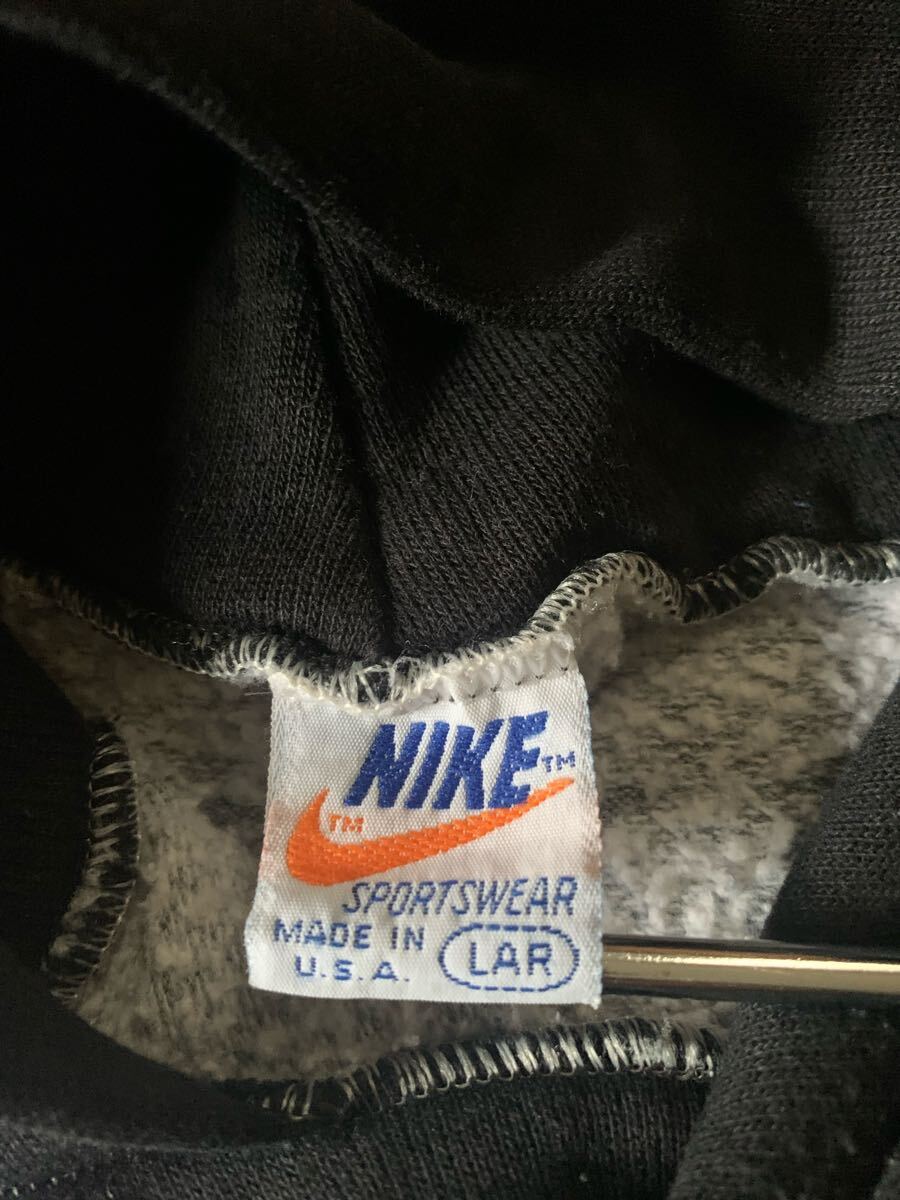 NIKE™
™
SPORTSWEAR
MADE IN
U.S.A.
LAR